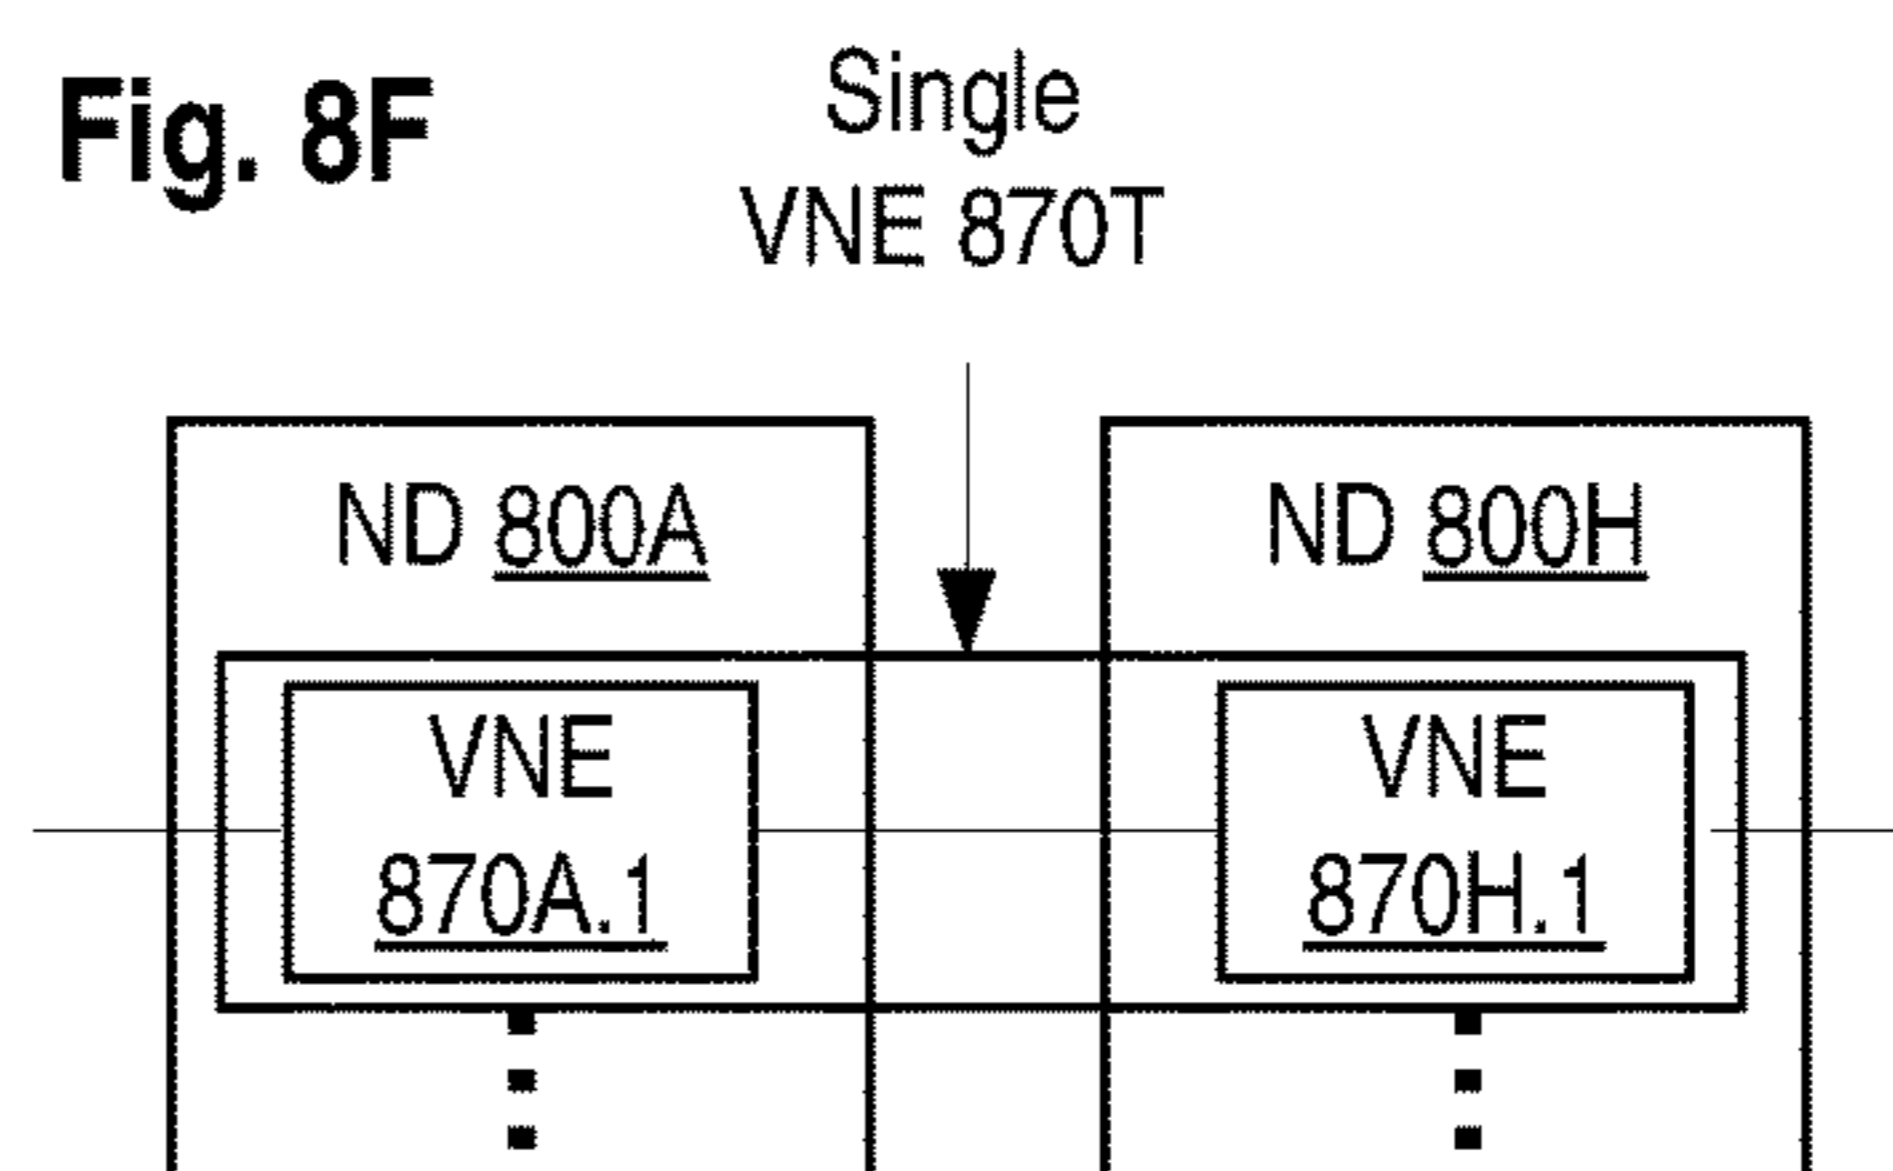 Fig. 8F
Single
VNE 870T
ND 800A
ND 800H
VNE
870A.1
VNE
870H.1